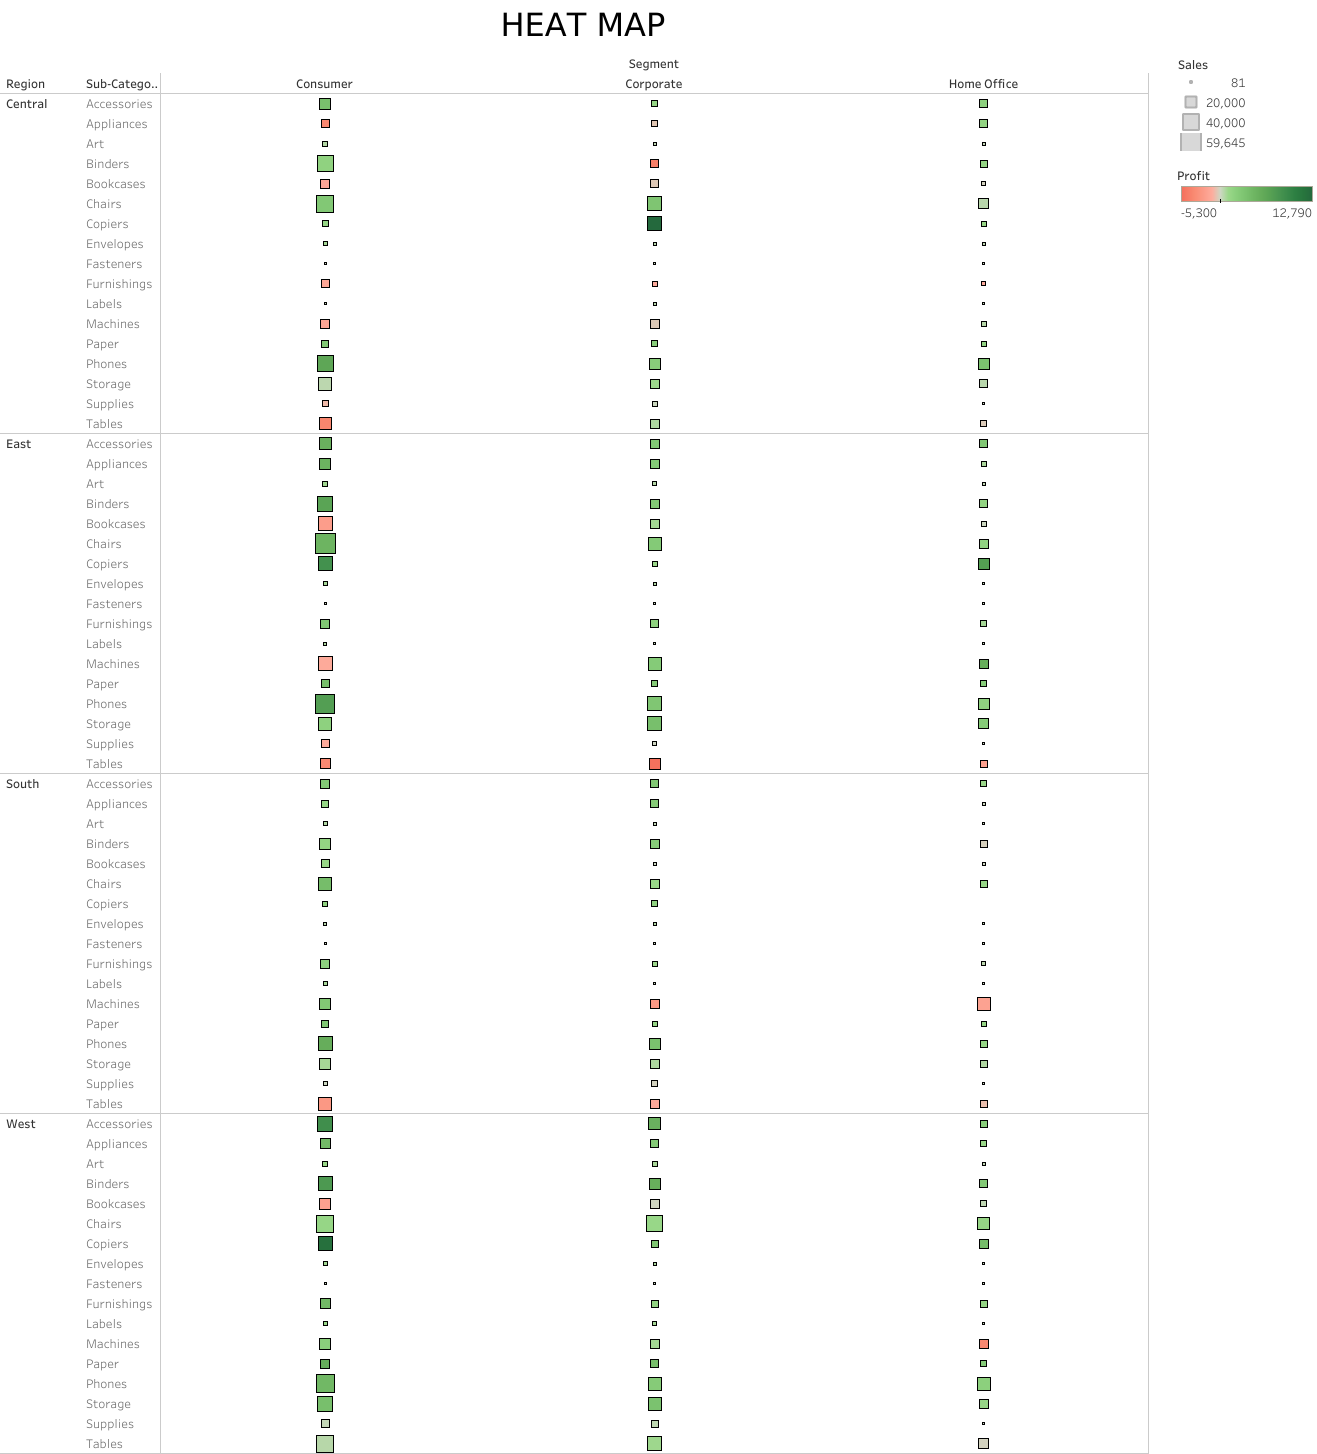 HEAT MAP
Segment
Region Sub-Catego.. Consumer Corporate Home Office
Central Accessories
Appliances
Art
Binders
Bookcases
Chairs
Copiers
Envelopes
Fasteners
Furnishings
Labels
Machines
Paper
Phones
Storage
Supplies
Tables
East Accessories
Appliances
Art
Binders
Bookcases
Chairs
Copiers
Envelopes
Fasteners
Furnishings
Labels
Machines
Paper
Phones
Storage
Supplies
Tables
South Accessories
Appliances
Art
Binders
Bookcases
Chairs
Copiers
Envelopes
Fasteners
Furnishings
Labels
Machines
Paper
Phones
Storage
Supplies
Tables
West Accessories
Appliances
Art
Binders
Bookcases
Chairs
Copiers
Envelopes
Fasteners
Furnishings
Labels
Machines
Paper
Phones
Storage
Supplies
Tables
Sales
81
20,000
40,000
59,645
Profit
-5,300 12,790